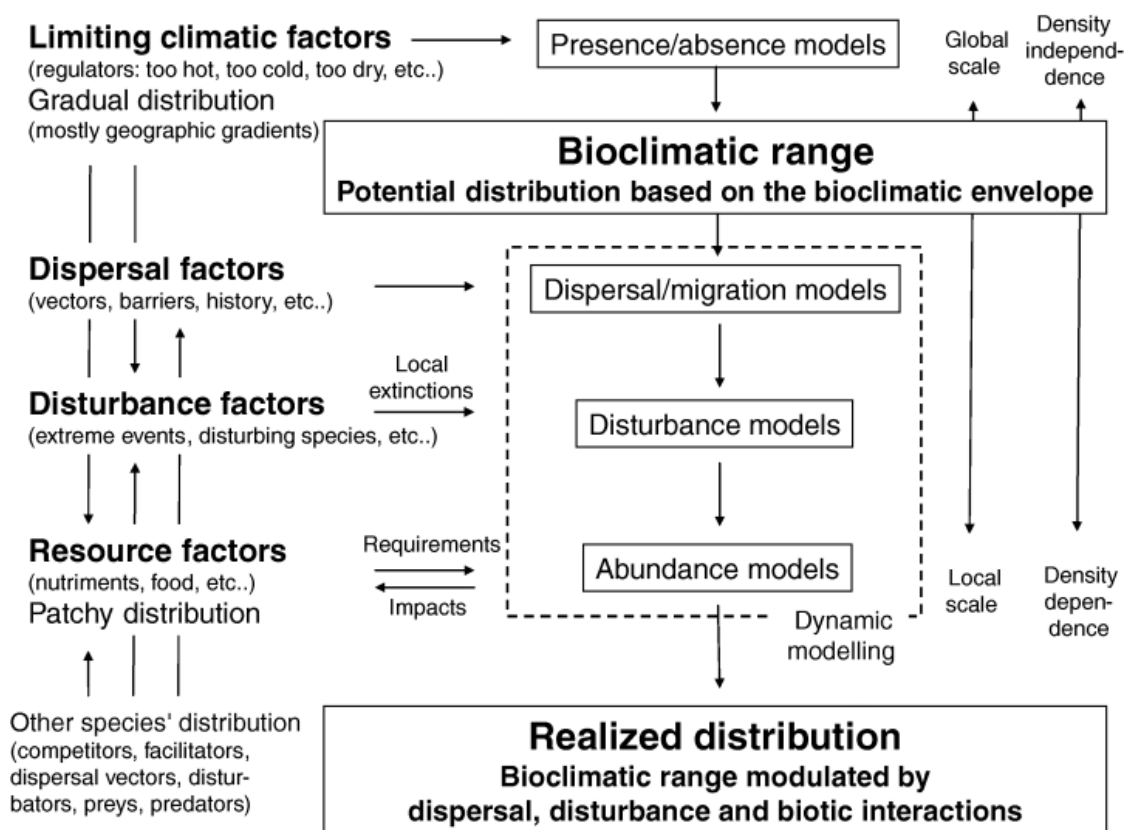 Limiting climatic factors
(regulators: too hot, too cold, too dry, etc..)
Gradual distribution
(mostly geographic gradients)
Presence/absence models
Global
scale
Density
independ-
dence
Bioclimatic range
Potential distribution based on the bioclimatic envelope
Dispersal factors
(vectors, barriers, history, etc..)
Dispersal/migration models
Local
extinctions
Disturbance factors
(extreme events, disturbing species, etc..)
Disturbance models
Resource factors
(nutriments, food, etc..)
Patchy distribution
Requirements
Impacts
Abundance models
Local
scale
Density
depen-
dence
Dynamic
modelling
Other species' distribution
(competitors, facilitators,
dispersal vectors, distur-
bators, preys, predators)
Realized distribution
Bioclimatic range modulated by
dispersal, disturbance and biotic interactions